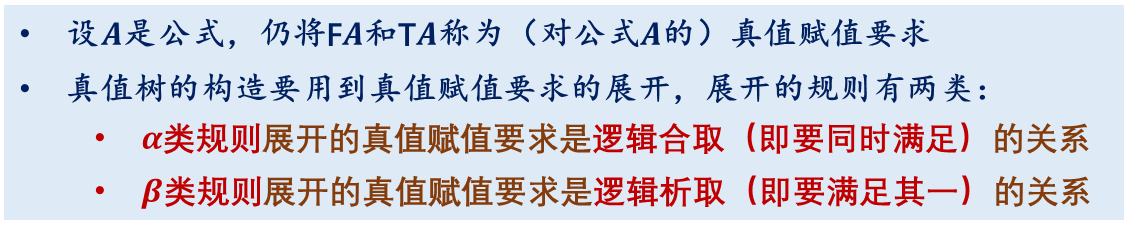 • 设A是公式，仍将FA和TA称为（对公式A的）真值赋值要求
• 真值树的构造要用到真值赋值要求的展开，展开的规则有两类：
• α类规则展开的真值赋值要求是逻辑合取（即要同时满足）的关系
• β类规则展开的真值赋值要求是逻辑析取（即要满足其一）的关系